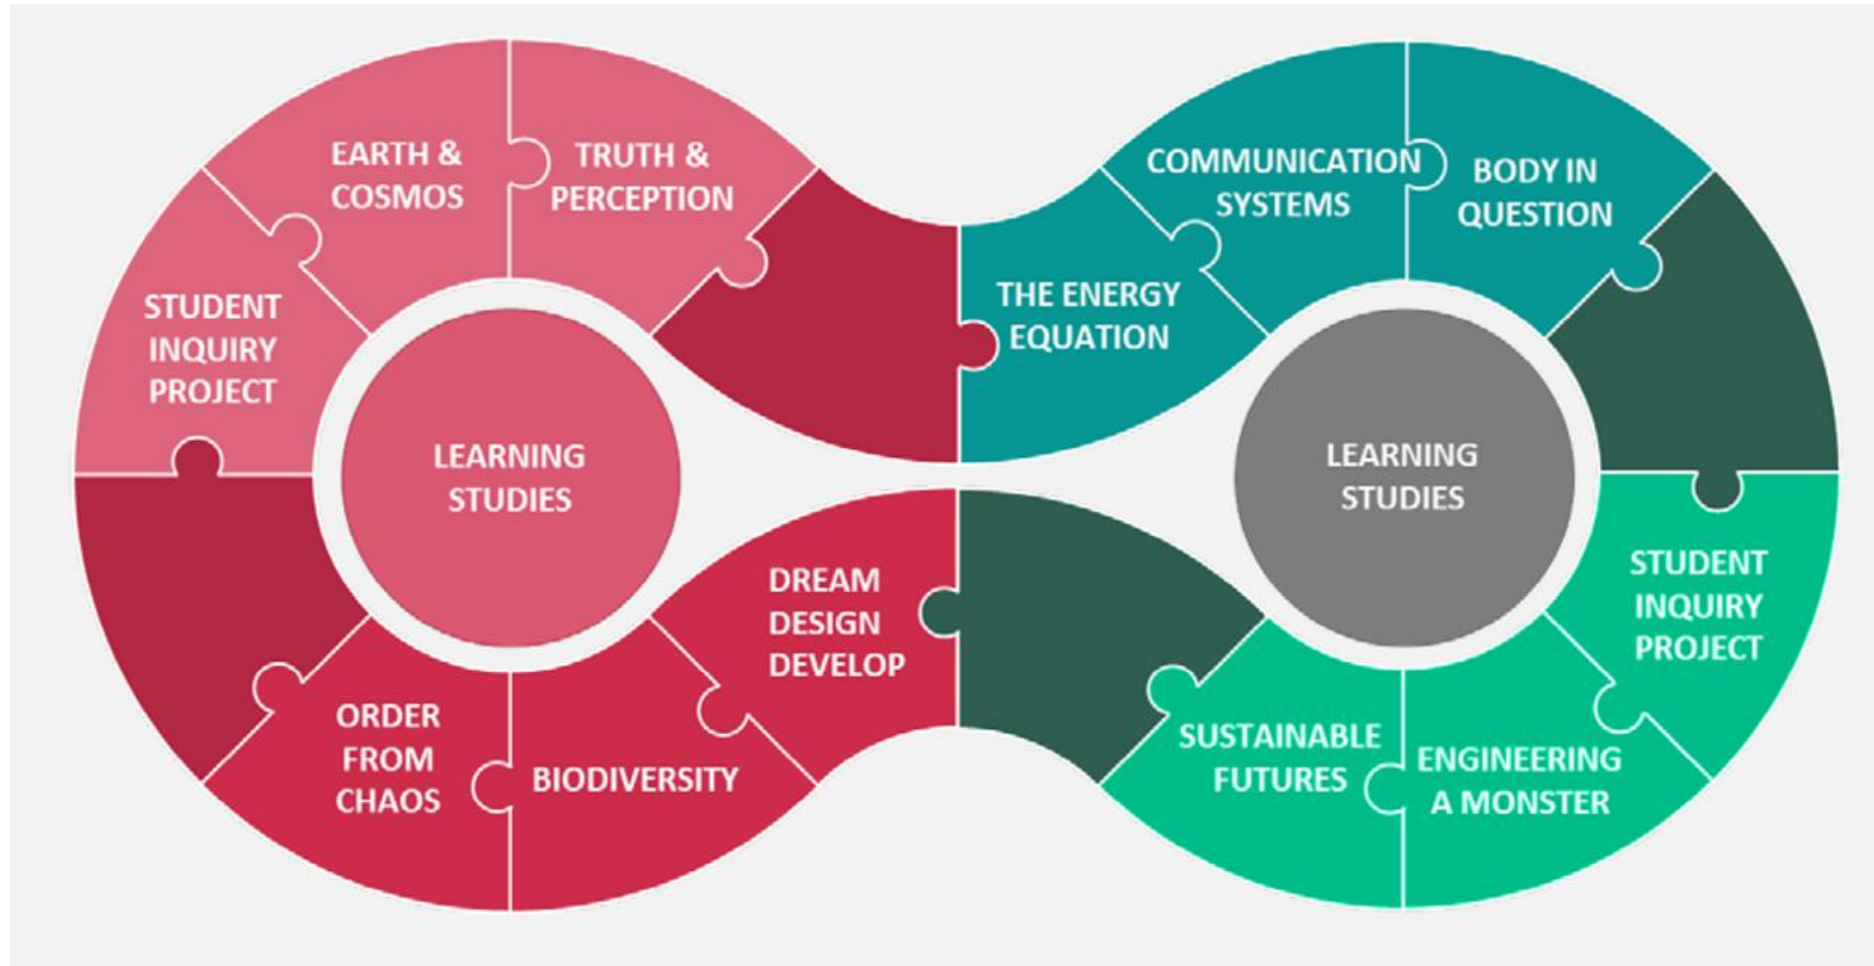 EARTH &
COSMOS
TRUTH &
PERCEPTION
STUDENT
INQUIRY
PROJECT
LEARNING
STUDIES
ORDER
FROM
CHAOS
BIODIVERSITY
DREAM
DESIGN
DEVELOP
THE ENERGY
EQUATION
COMMUNICATION
SYSTEMS
BODY IN
QUESTION
LEARNING
STUDIES
STUDENT
INQUIRY
PROJECT
ENGINEERING
A MONSTER
SUSTAINABLE
FUTURES